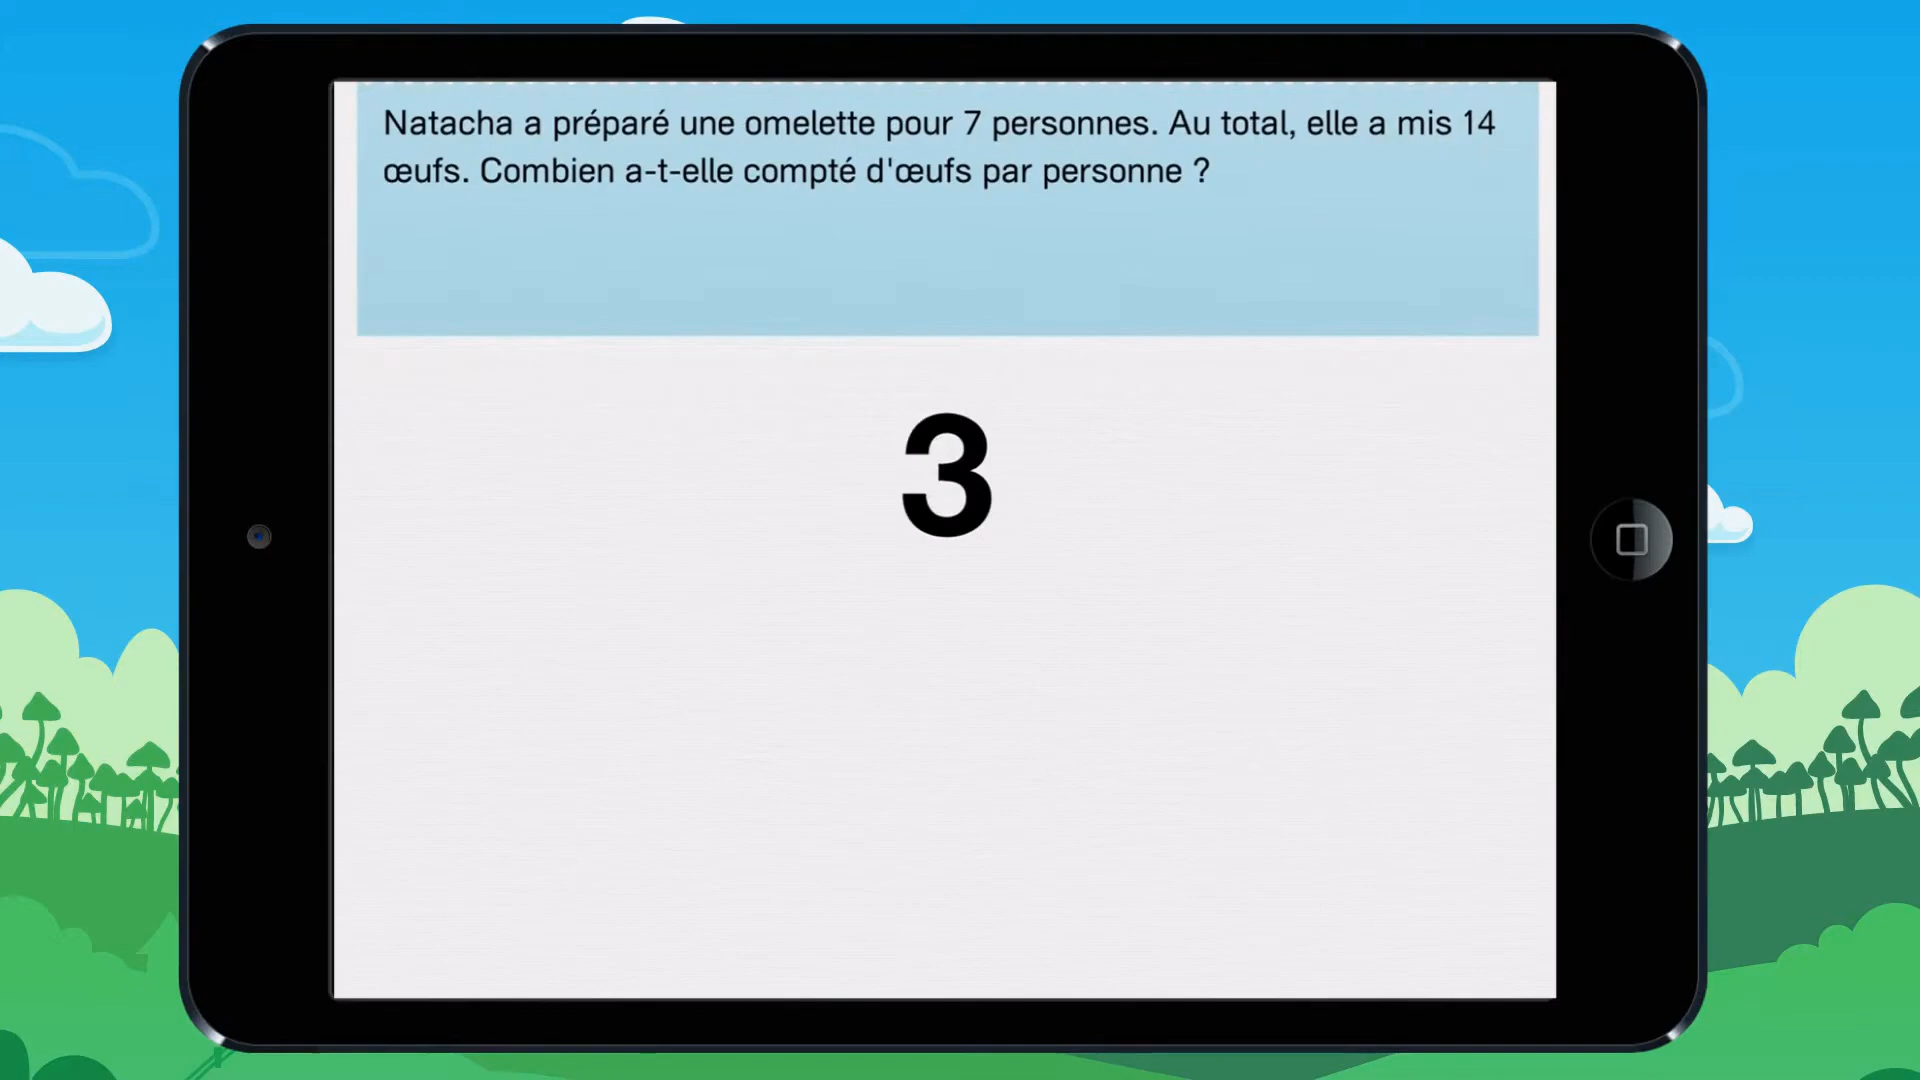 Natacha a préparé une omelette pour 7 personnes. Au total, elle a mis 14
œufs. Combien a-t-elle compté d'œufs par personne ?
3